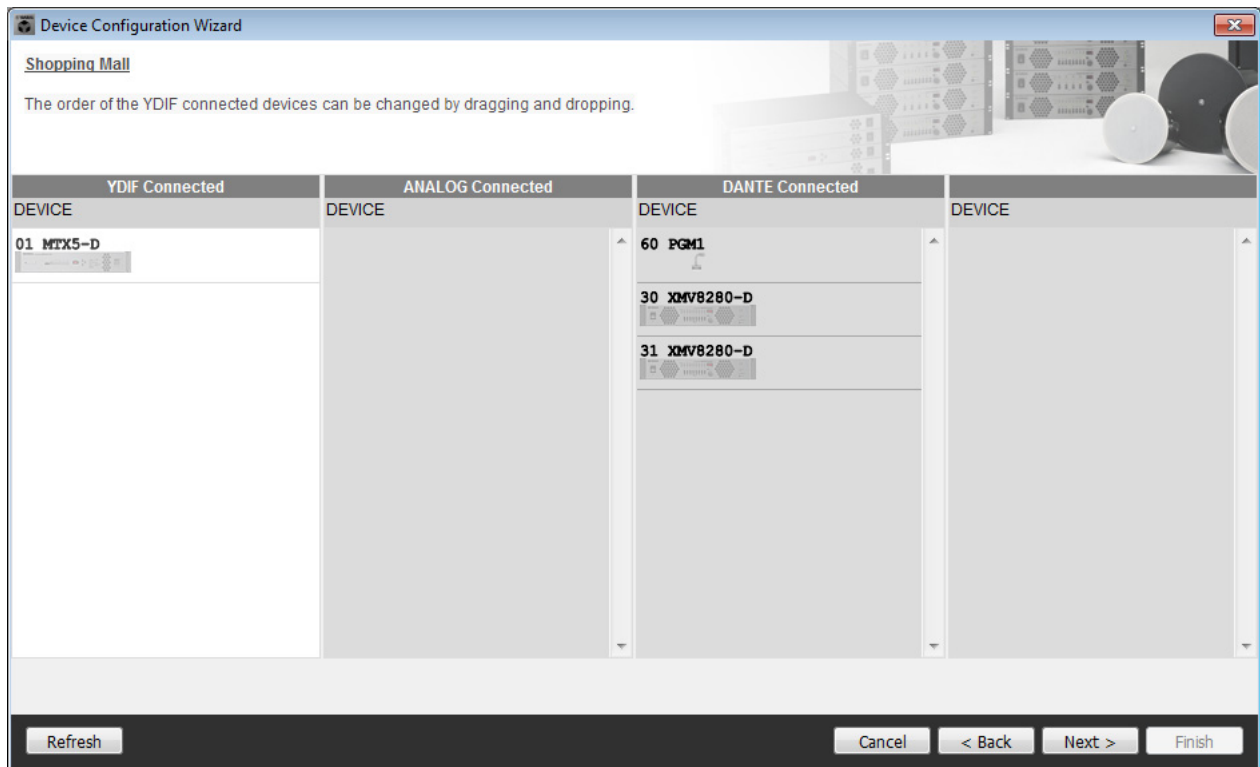 Device Configuration Wizard
Shopping Mall
The order of the YDIF connected devices can be changed by dragging and dropping.
YDIF Connected
ANALOG Connected
DANTE Connected
DEVICE
DEVICE
DEVICE
DEVICE
01 MTX5-D
60 PGM1
30 XMV8280-D
31 XMV8280-D
Refresh
Cancel
< Back
Next >
Finish